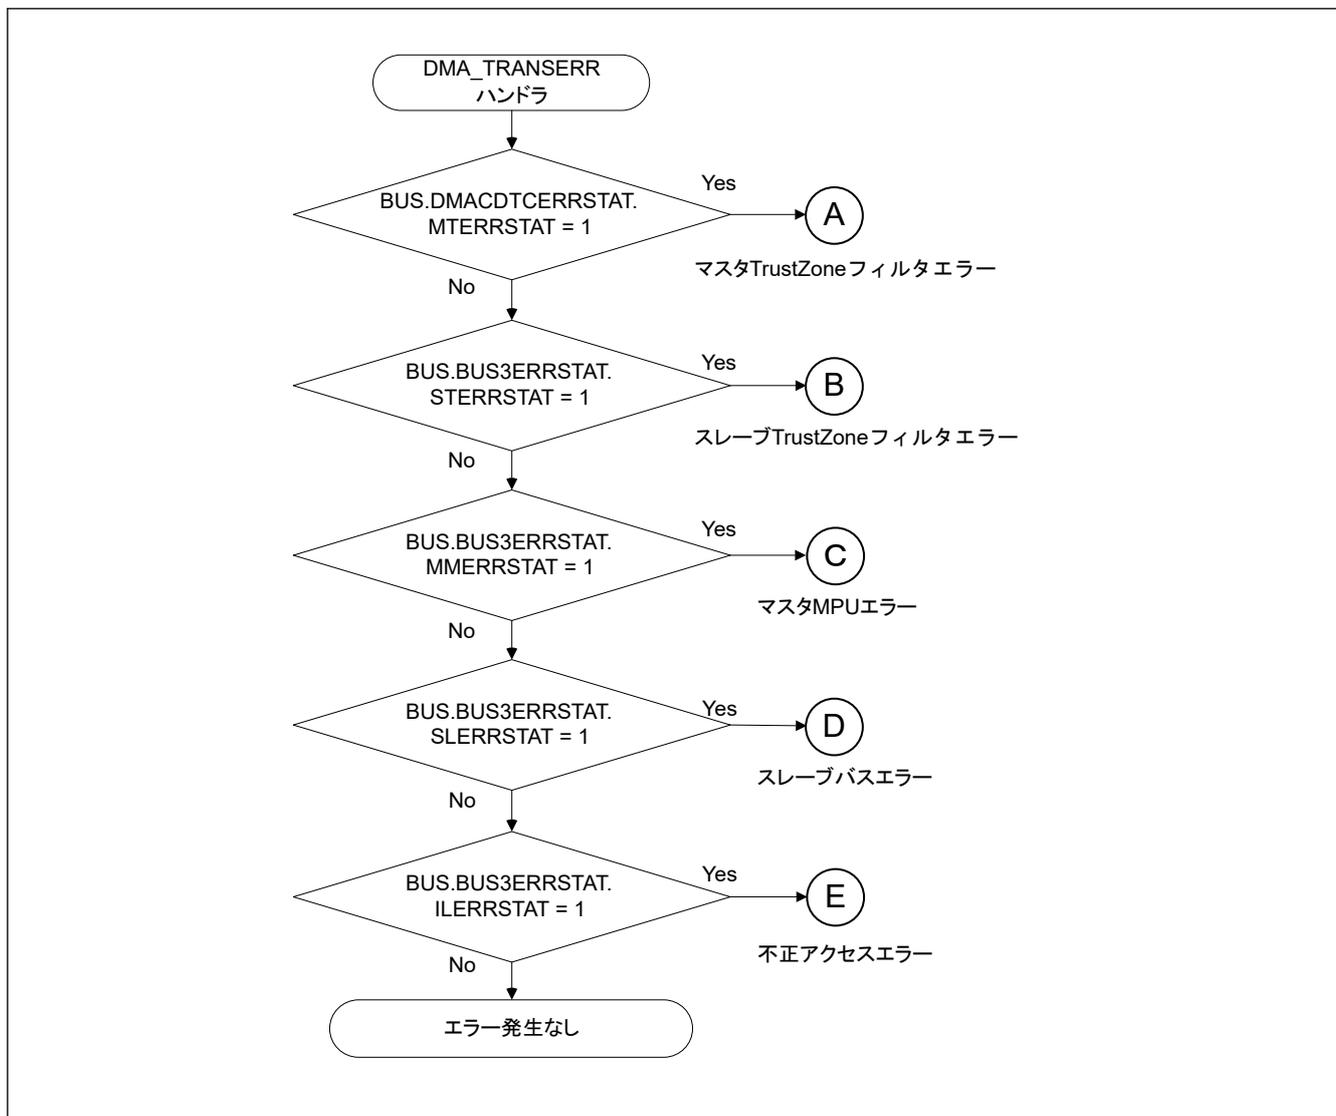 DMA_TRANSERR
ハンドラ
BUS.DMACDTCERRSTAT.
MTERRSTAT = 1
Yes
A
マスタTrustZoneフィルタエラー
No
BUS.BUS3ERRSTAT.
STERRSTAT = 1
Yes
B
スレーブTrustZoneフィルタエラー
No
BUS.BUS3ERRSTAT.
MMERRSTAT = 1
Yes
C
マスタMPUエラー
No
BUS.BUS3ERRSTAT.
SLERRSTAT = 1
Yes
D
スレーブバスエラー
No
BUS.BUS3ERRSTAT.
ILERRSTAT = 1
Yes
E
不正アクセスエラー
No
エラー発生なし